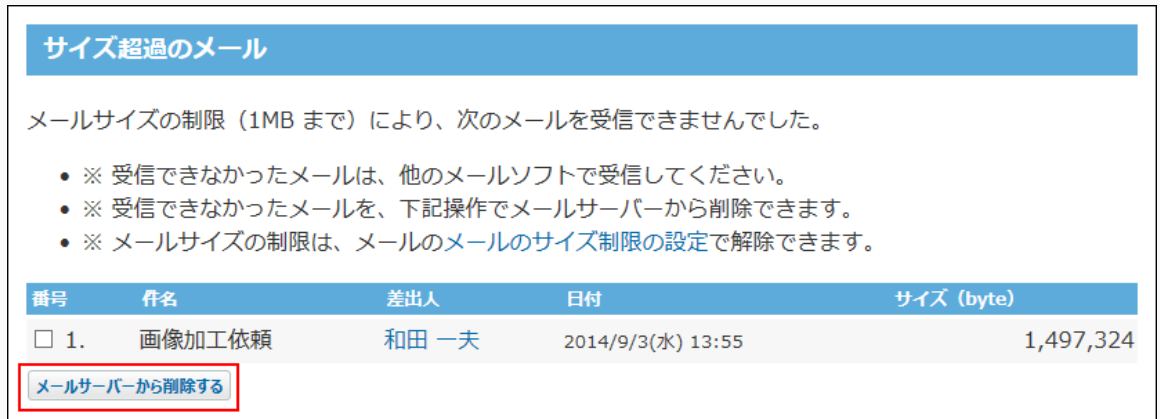 サイズ超過のメール
メールサイズの制限（1MB まで）により、次のメールを受信できませんでした。
• ※ 受信できなかったメールは、他のメールソフトで受信してください。
• ※ 受信できなかったメールを、下記操作でメールサーバーから削除できます。
• ※ メールサイズの制限は、メールのメールのサイズ制限の設定で解除できます。
番号 件名 差出人 日付 サイズ（byte）
1. 画像加工依頼 和田 一夫 2014/9/3(水) 13:55 1,497,324
メールサーバーから削除する